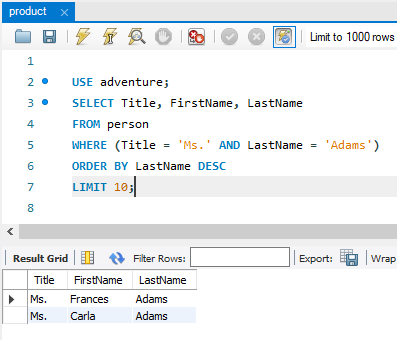 product
Limit to 1000 rows
1
2 USE adventure;
3 SELECT Title, FirstName, LastName
4 FROM person
5 WHERE (Title = 'Ms.' AND LastName = 'Adams')
6 ORDER BY LastName DESC
7 LIMIT 10;
8
Result Grid Filter Rows: Export: Wrap
Title FirstName LastName
Ms. Frances Adams
Ms. Carla Adams